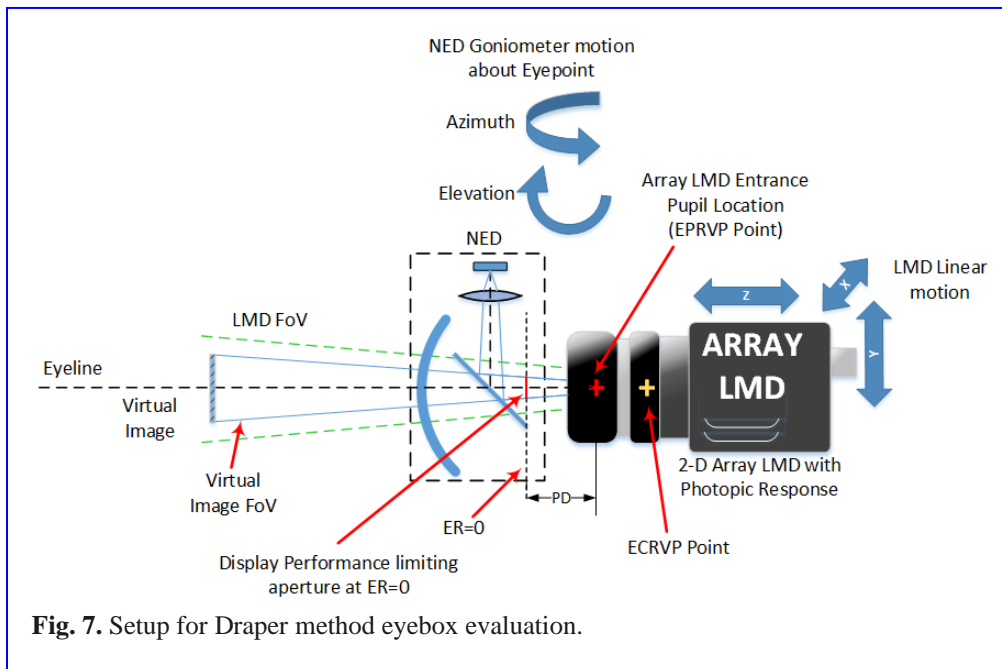 NED Goniometer motion
about Eyepoint
Azimuth
Elevation
Array LMD Entrance
Pupil Location
(EPRVP Point)
NED
LMD Linear
motion
X
Z
Y
LMD FoV
ARRAY
LMD
Eyeline
Virtual
Image
2-D Array LMD with
Photopic Response
Virtual
Image FoV
PD
ER=0
ECRVP Point
Display Performance limiting
aperture at ER=0
Fig. 7. Setup for Draper method eyebox evaluation.